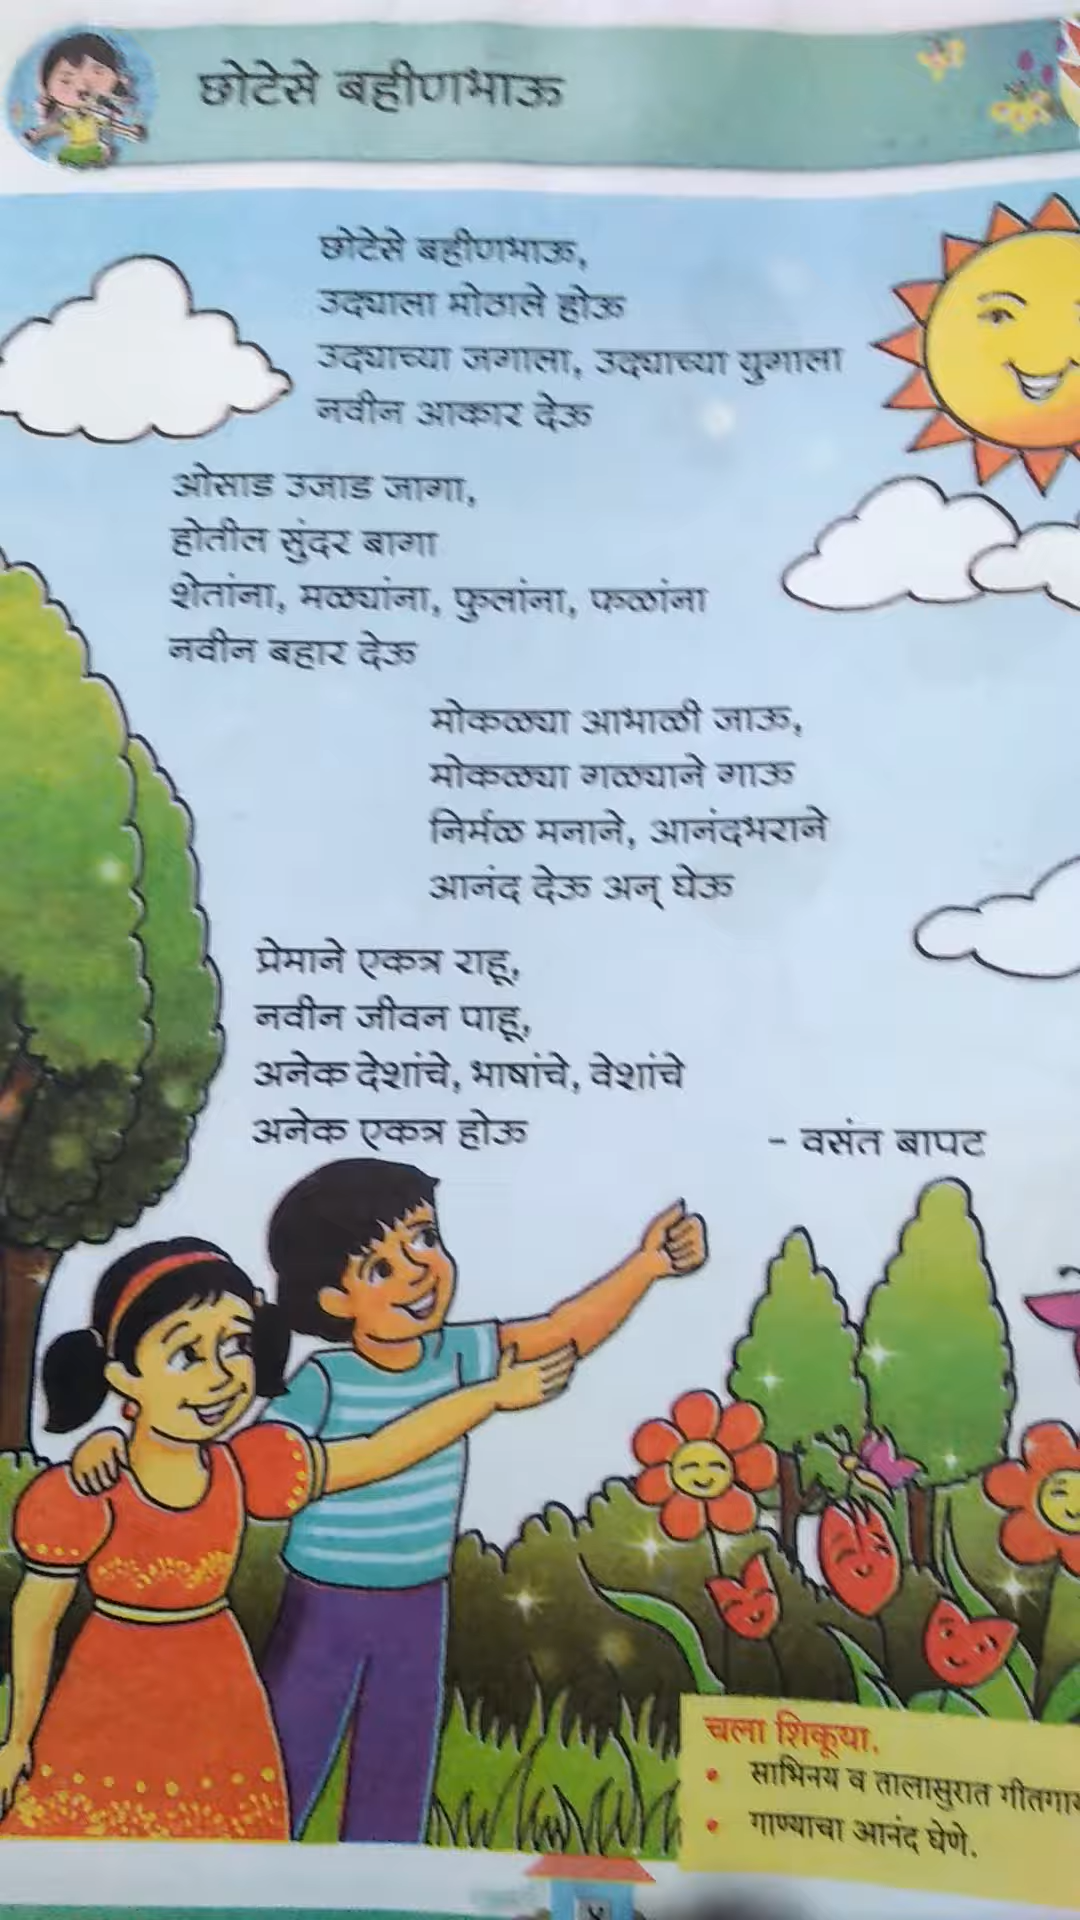 छोटेसे बहीणभाऊ
छोटेसे बहीणभाऊ,
उद्याला मोठाले होऊ
उद्याच्या जगाला, उद्याच्या युगाला
नवीन आकार देऊ
ओसाड उजाड जागा,
होतील सुंदर बागा
शेतांना, मळ्यांना, फुलांना, फळांना
नवीन बहार देऊ
मोकळ्या आभाळी जाऊ,
मोकळ्या गळ्याने गाऊ
निर्मळ मनाने, आनंदभराने
आनंद देऊ अन् घेऊ
प्रेमाने एकत्र राहू,
नवीन जीवन पाहू,
अनेक देशांचे, भाषांचे, वेशांचे
अनेक एकत्र होऊ
- वसंत बापट
चला शिकूया.
• साभिनय व तालासुरात
• गाण्याचा आनंद घेणे.